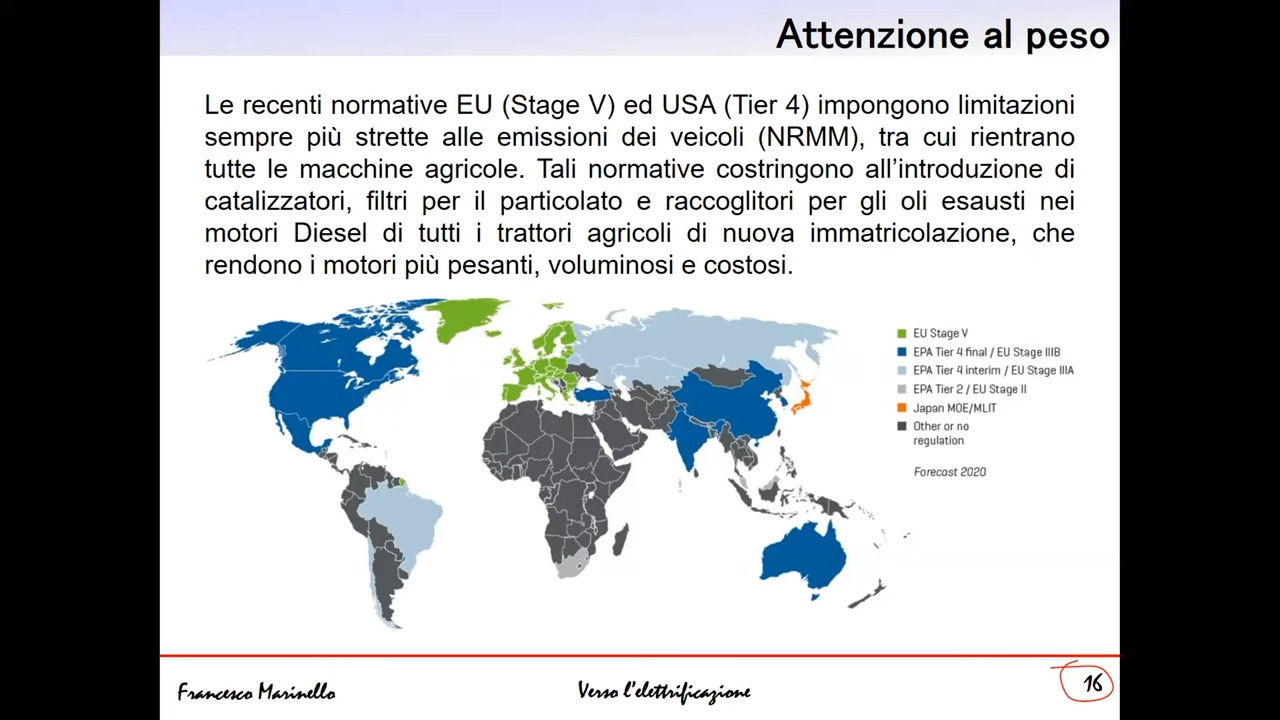 Attenzione al peso
Le recenti normative EU (Stage V) ed USA (Tier 4) impongono limitazioni
sempre più strette alle emissioni dei veicoli (NRMM), tra cui rientrano
tutte le macchine agricole. Tali normative costringono all’introduzione di
catalizzatori, filtri per il particolato e raccoglitori per gli oli esausti nei
motori Diesel di tutti i trattori agricoli di nuova immatricolazione, che
rendono i motori più pesanti, voluminosi e costosi.
EU Stage V
EPA Tier 4 final / EU Stage IIIB
EPA Tier 4 interim / EU Stage IIIA
EPA Tier 2 / EU Stage II
Japan MOE/MLIT
Other or no
regulation
Forecast 2020
Francesco Marinello
Verso l'elettrificazione
16